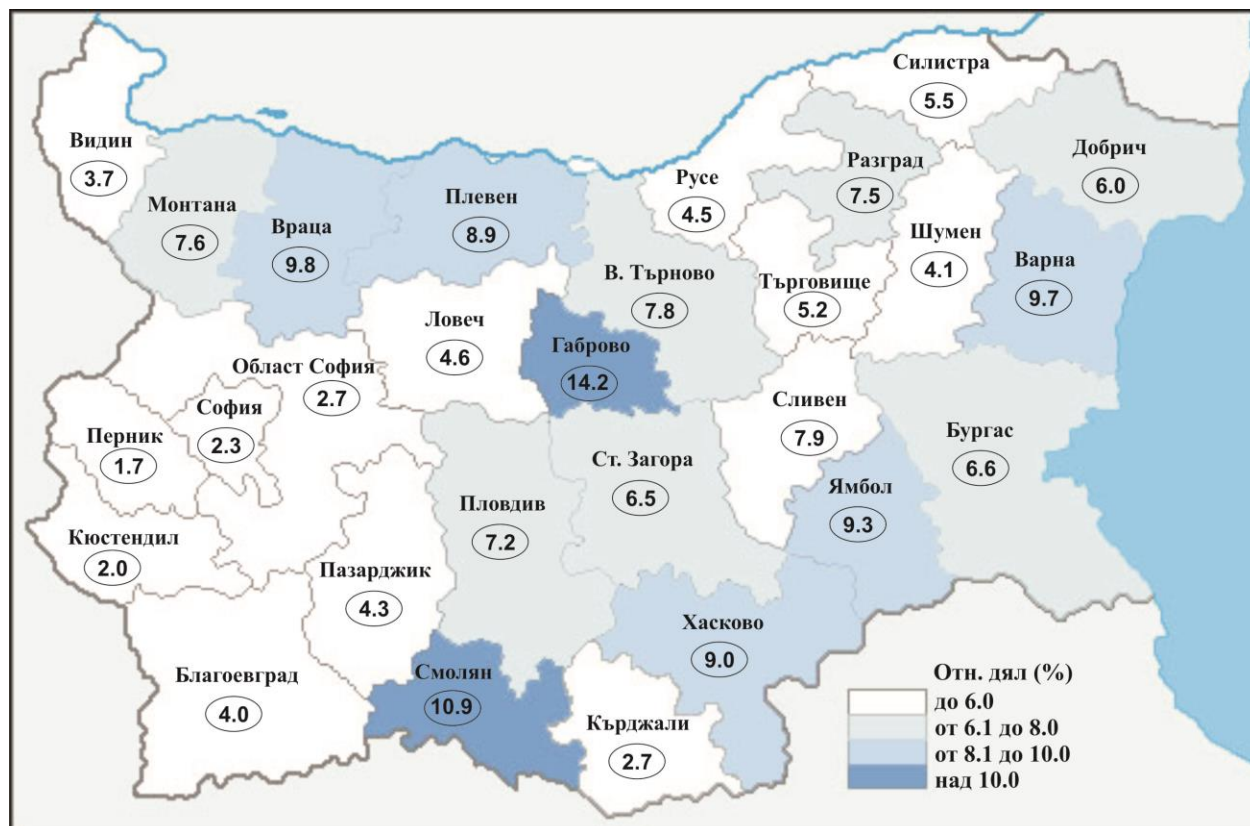 Силистра
5.5
Видин
3.7
Добрич
6.0
Разград
7.5
Русе
4.5
Монтана
7.6
Враца
9.8
Плевен
8.9
Шумен
4.1
Варна
9.7
В. Търново
7.8
Търговище
5.2
Ловеч
4.6
Габрово
14.2
Област София
2.7
София
2.3
Перник
1.7
Сливен
7.9
Бургас
6.6
Ст. Загора
6.5
Ямбол
9.3
Пловдив
7.2
Кюстендил
2.0
Пазарджик
4.3
Хасково
9.0
Благоевград
4.0
Смолян
10.9
Кърджали
2.7
Отн. дял (%)
до 6.0
от 6.1 до 8.0
от 8.1 до 10.0
над 10.0